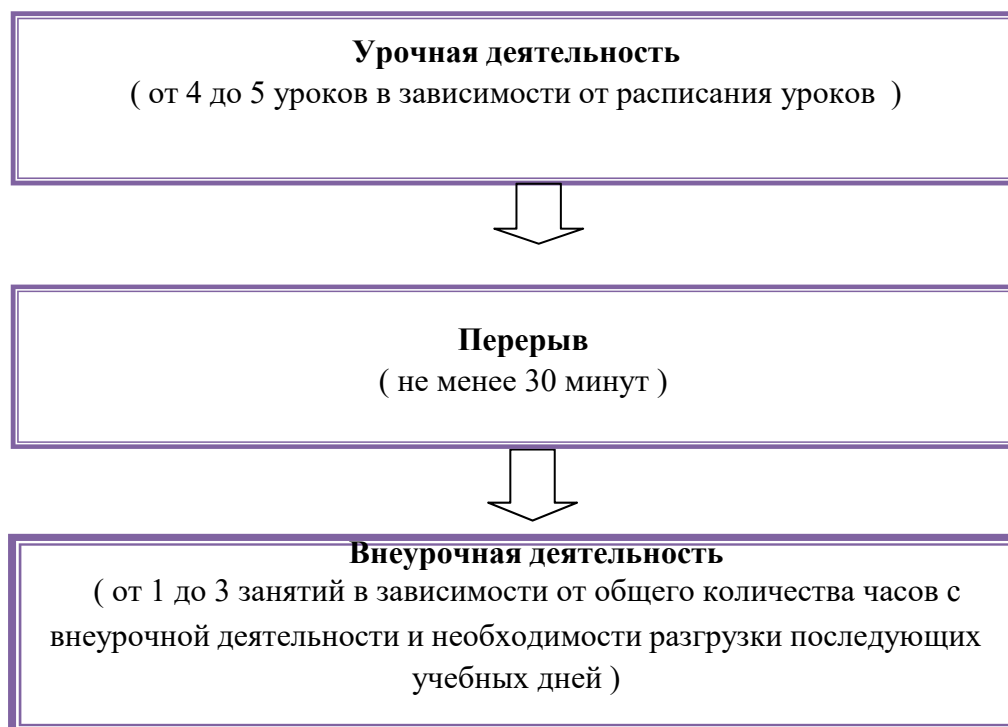 Урочная деятельность
( от 4 до 5 уроков в зависимости от расписания уроков )
Перерыв
( не менее 30 минут )
Внеурочная деятельность
( от 1 до 3 занятий в зависимости от общего количества часов с
внеурочной деятельности и необходимости разгрузки последующих
учебных дней )